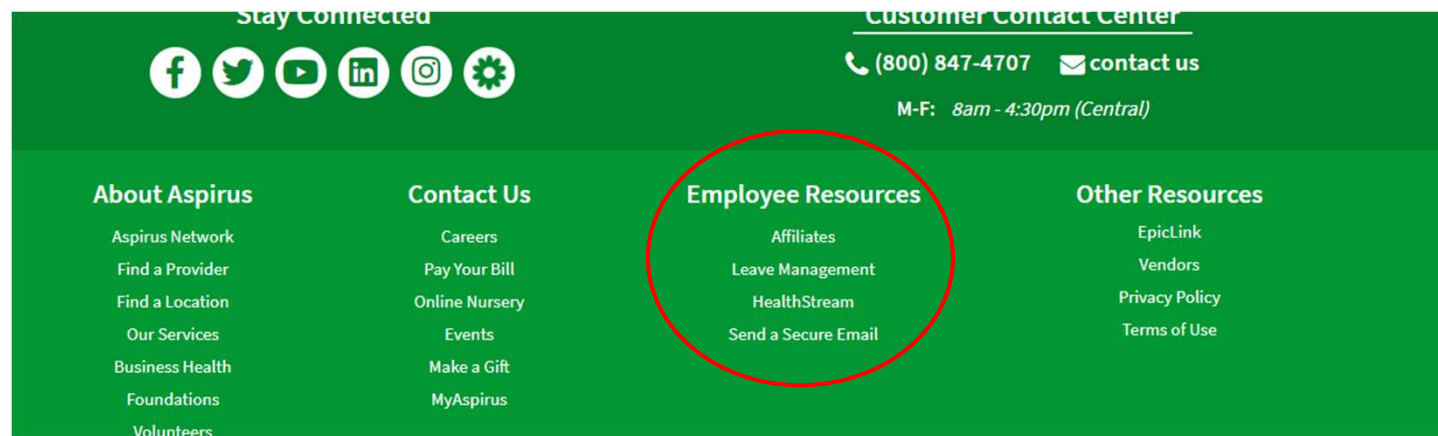 Stay Connected
Customer Contact Center
(800) 847-4707 contact us
M-F: 8am - 4:30pm (Central)
About Aspirus
Aspirus Network
Find a Provider
Find a Location
Our Services
Business Health
Foundations
Volunteers
Contact Us
Careers
Pay Your Bill
Online Nursery
Events
Make a Gift
MyAspirus
Employee Resources
Affiliates
Leave Management
HealthStream
Send a Secure Email
Other Resources
EpicLink
Vendors
Privacy Policy
Terms of Use